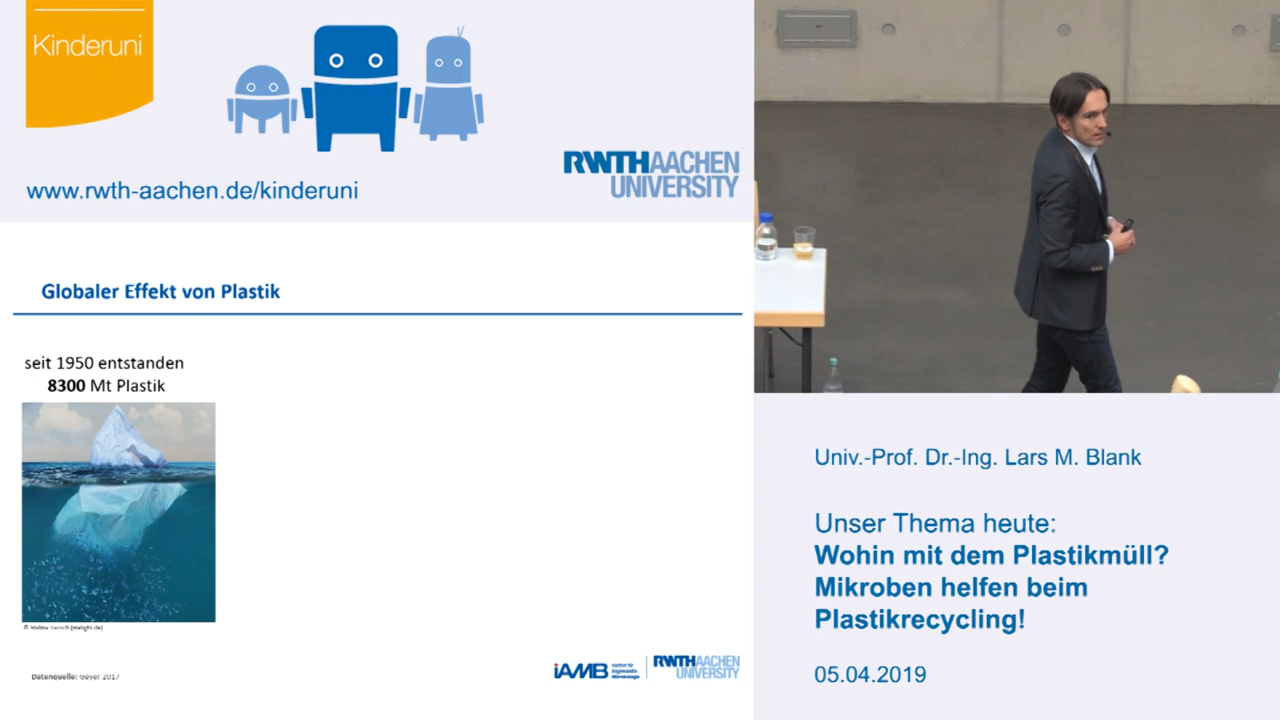 Kinderuni
www.rwth-aachen.de/kinderuni
RWTHAACHEN
UNIVERSITY
Globaler Effekt von Plastik
seit 1950 entstanden
8300 Mt Plastik
Datenquelle: Geyer 2017
iAMB
RWTHAACHEN
UNIVERSITY
Univ.-Prof. Dr.-Ing. Lars M. Blank
Unser Thema heute:
Wohin mit dem Plastikmüll?
Mikroben helfen beim
Plastikrecycling!
05.04.2019